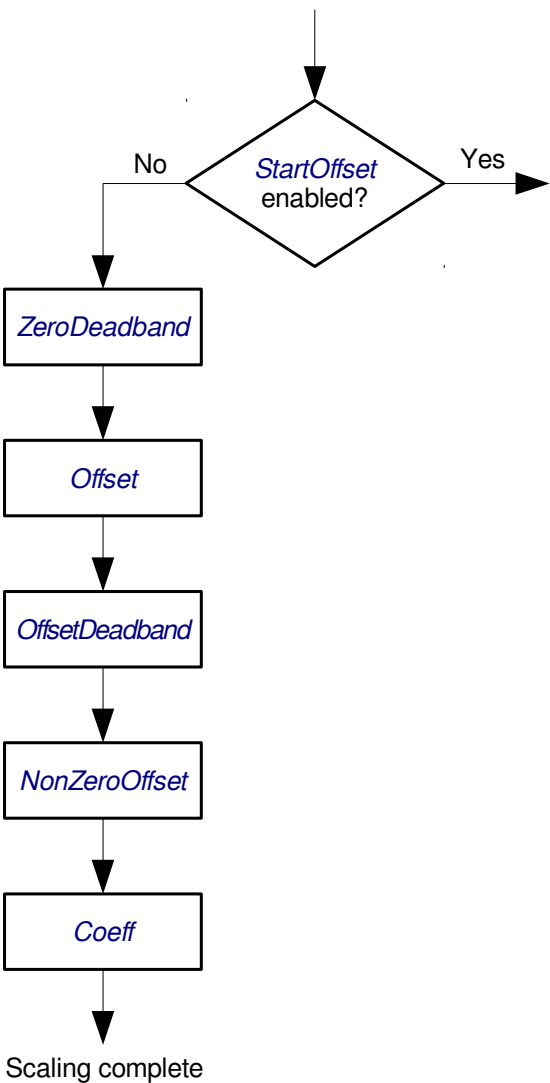 No
StartOffset
enabled?
Yes
ZeroDeadband
Offset
OffsetDeadband
NonZeroOffset
Coeff
Scaling complete